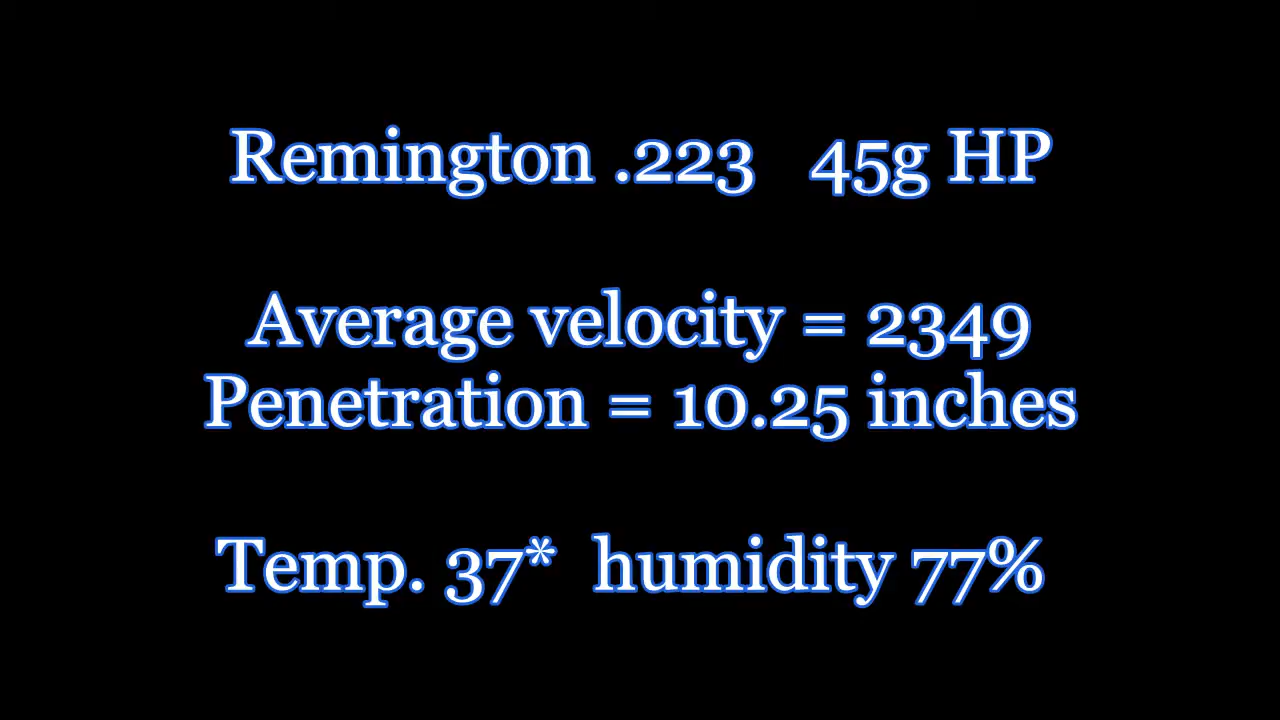 Remington .223 45g HP
Average velocity = 2349
Penetration = 10.25 inches
Temp. 37* humidity 77%